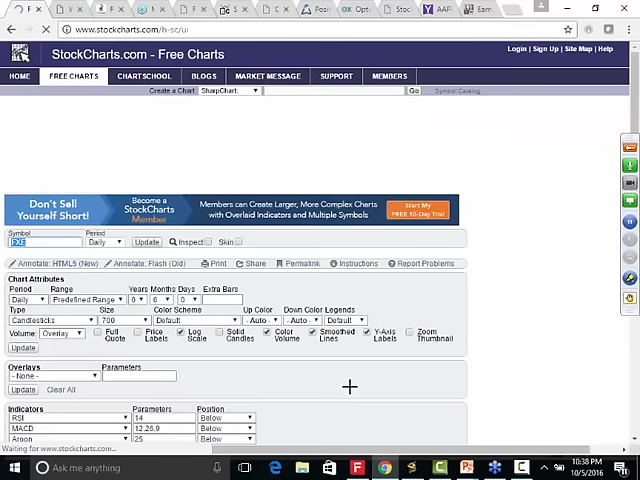 F
V
F
S
F
S
C
Posi
OX Opti
Stoc
AAPL
Earn
www.stockcharts.com/h-sc/ui
StockCharts.com - Free Charts
Login | Sign Up | Site Map | Help
HOME FREE CHARTS CHARTSCHOOL BLOGS MARKET MESSAGE SUPPORT MEMBERS
Create a Chart: SharpChart: Go Symbol Catalog
Don't Sell Yourself Short!
Become a StockCharts Member
Members can Create Larger, More Complex Charts with Overlaid Indicators and Multiple Symbols
Start My FREE 10-Day Trial
Symbol Period
FXE Daily Update Inspect Skin
Annotate: HTML5 (New) Annotate: Flash (Old) Print Share Permalink Instructions Report Problems
Chart Attributes
Period Range Years Months Days Extra Bars
Daily Predefined Range 0 6 0
Type Size Color Scheme Up Color Down Color Legends
Candlesticks 700 Default - Auto - - Auto - Default
Volume: Overlay Full Quote Price Labels Log Scale Solid Candles Color Volume Smoothed Lines Y-Axis Labels Zoom Thumbnail
Update
Overlays Parameters
- None -
Update Clear All
Indicators Parameters Position
RSI 14 Below
MACD 12,26,9 Below
Aroon 25 Below
Waiting for www.stockcharts.com...
Ask me anything
10:38 PM
10/5/2016